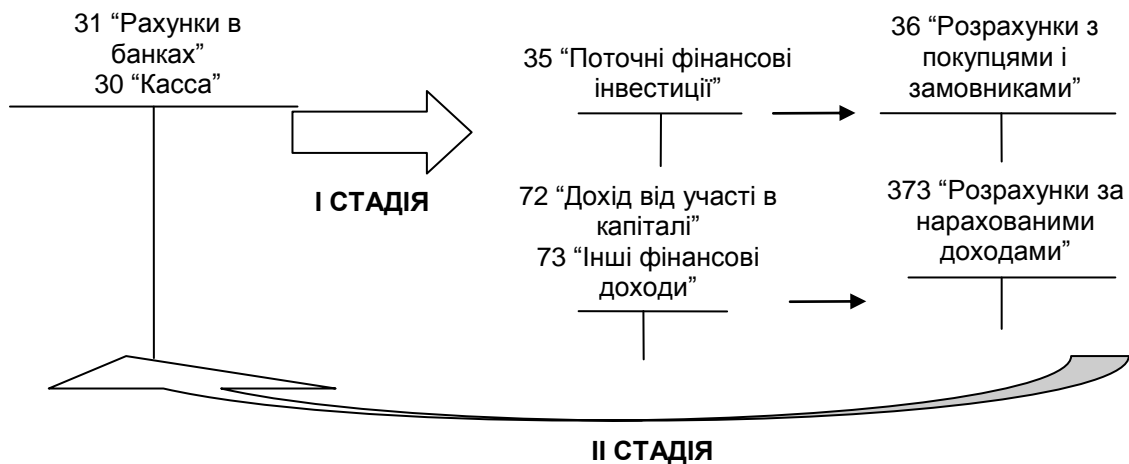 31 “Рахунки в
банках”
30 “Касса”
35 “Поточні фінансові
інвестиції”
36 “Розрахунки з
покупцями і
замовниками”
І СТАДІЯ
72 “Дохід від участі в
капіталі”
73 “Інші фінансові
доходи”
373 “Розрахунки за
нарахованими
доходами”
ІІ СТАДІЯ